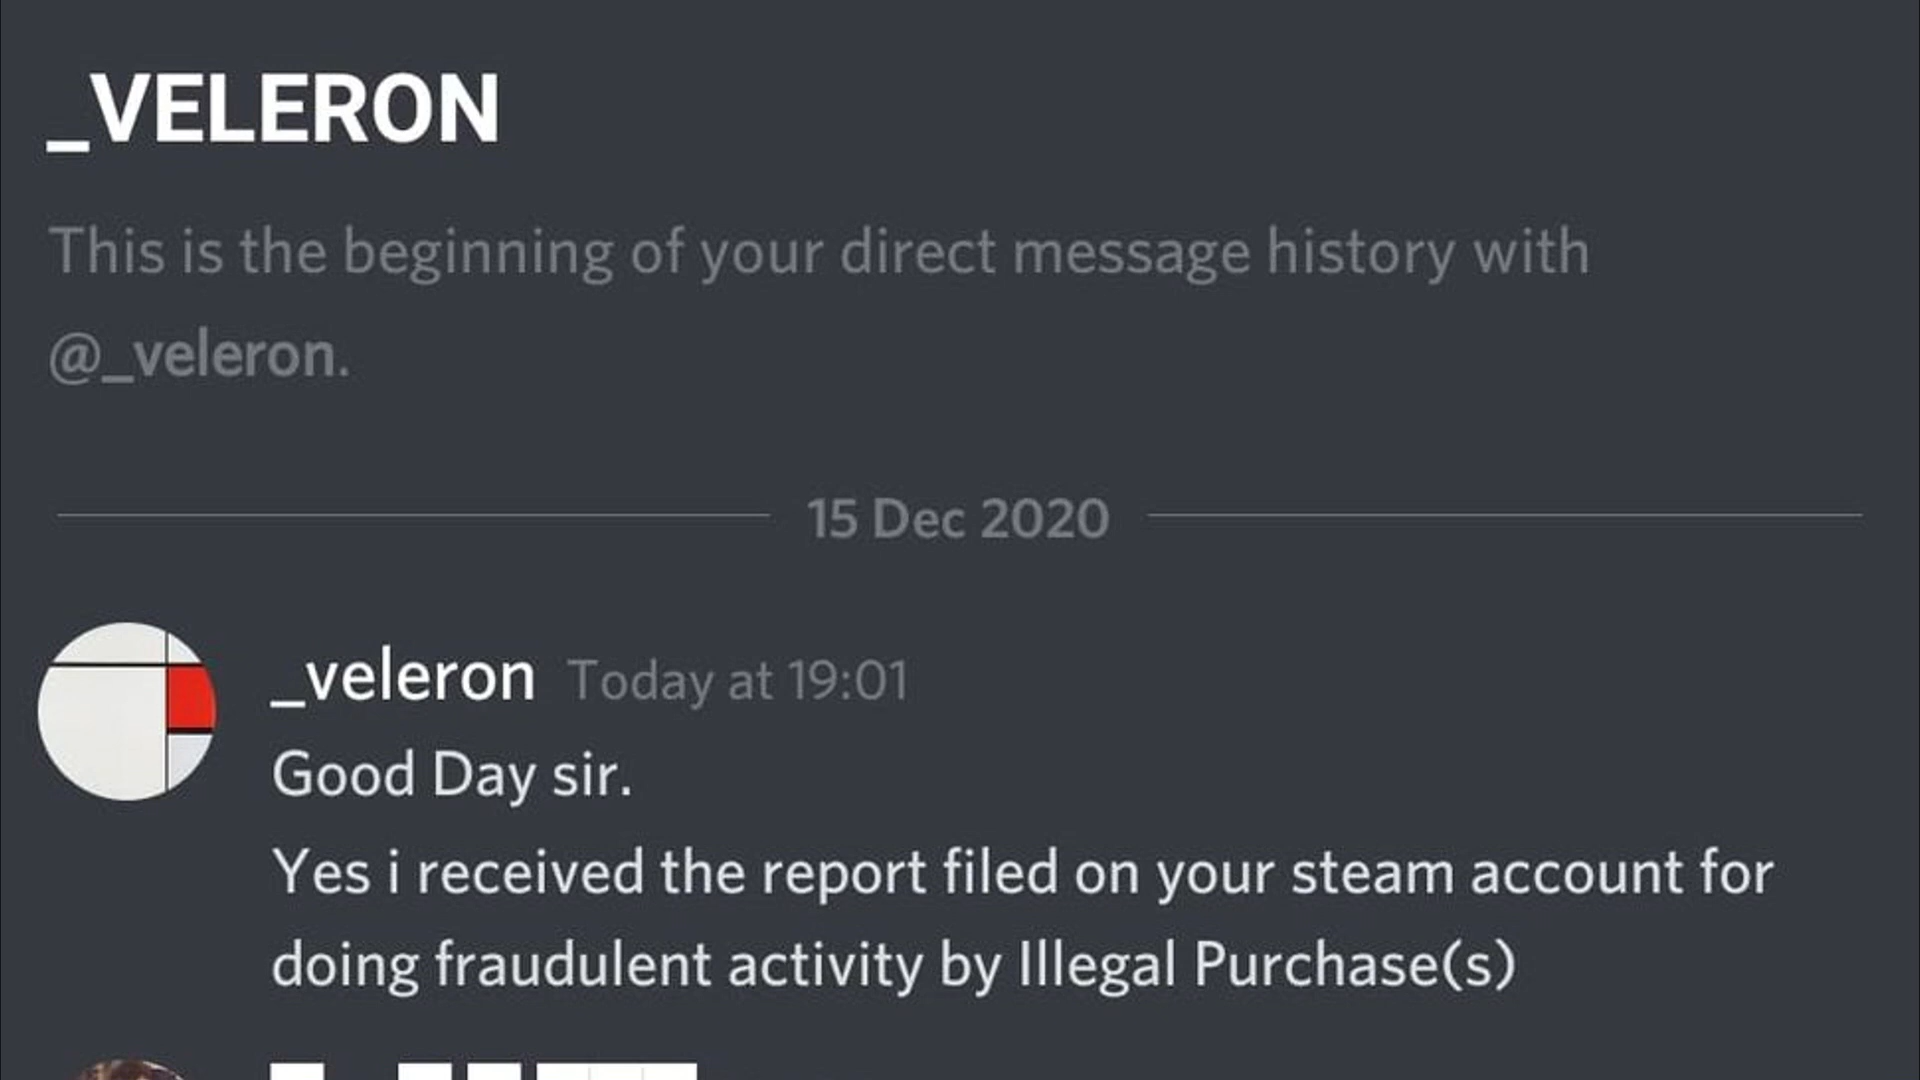 _VELERON
This is the beginning of your direct message history with
@_veleron.
15 Dec 2020
_veleron Today at 19:01
Good Day sir.
Yes i received the report filed on your steam account for
doing fraudulent activity by Illegal Purchase(s)